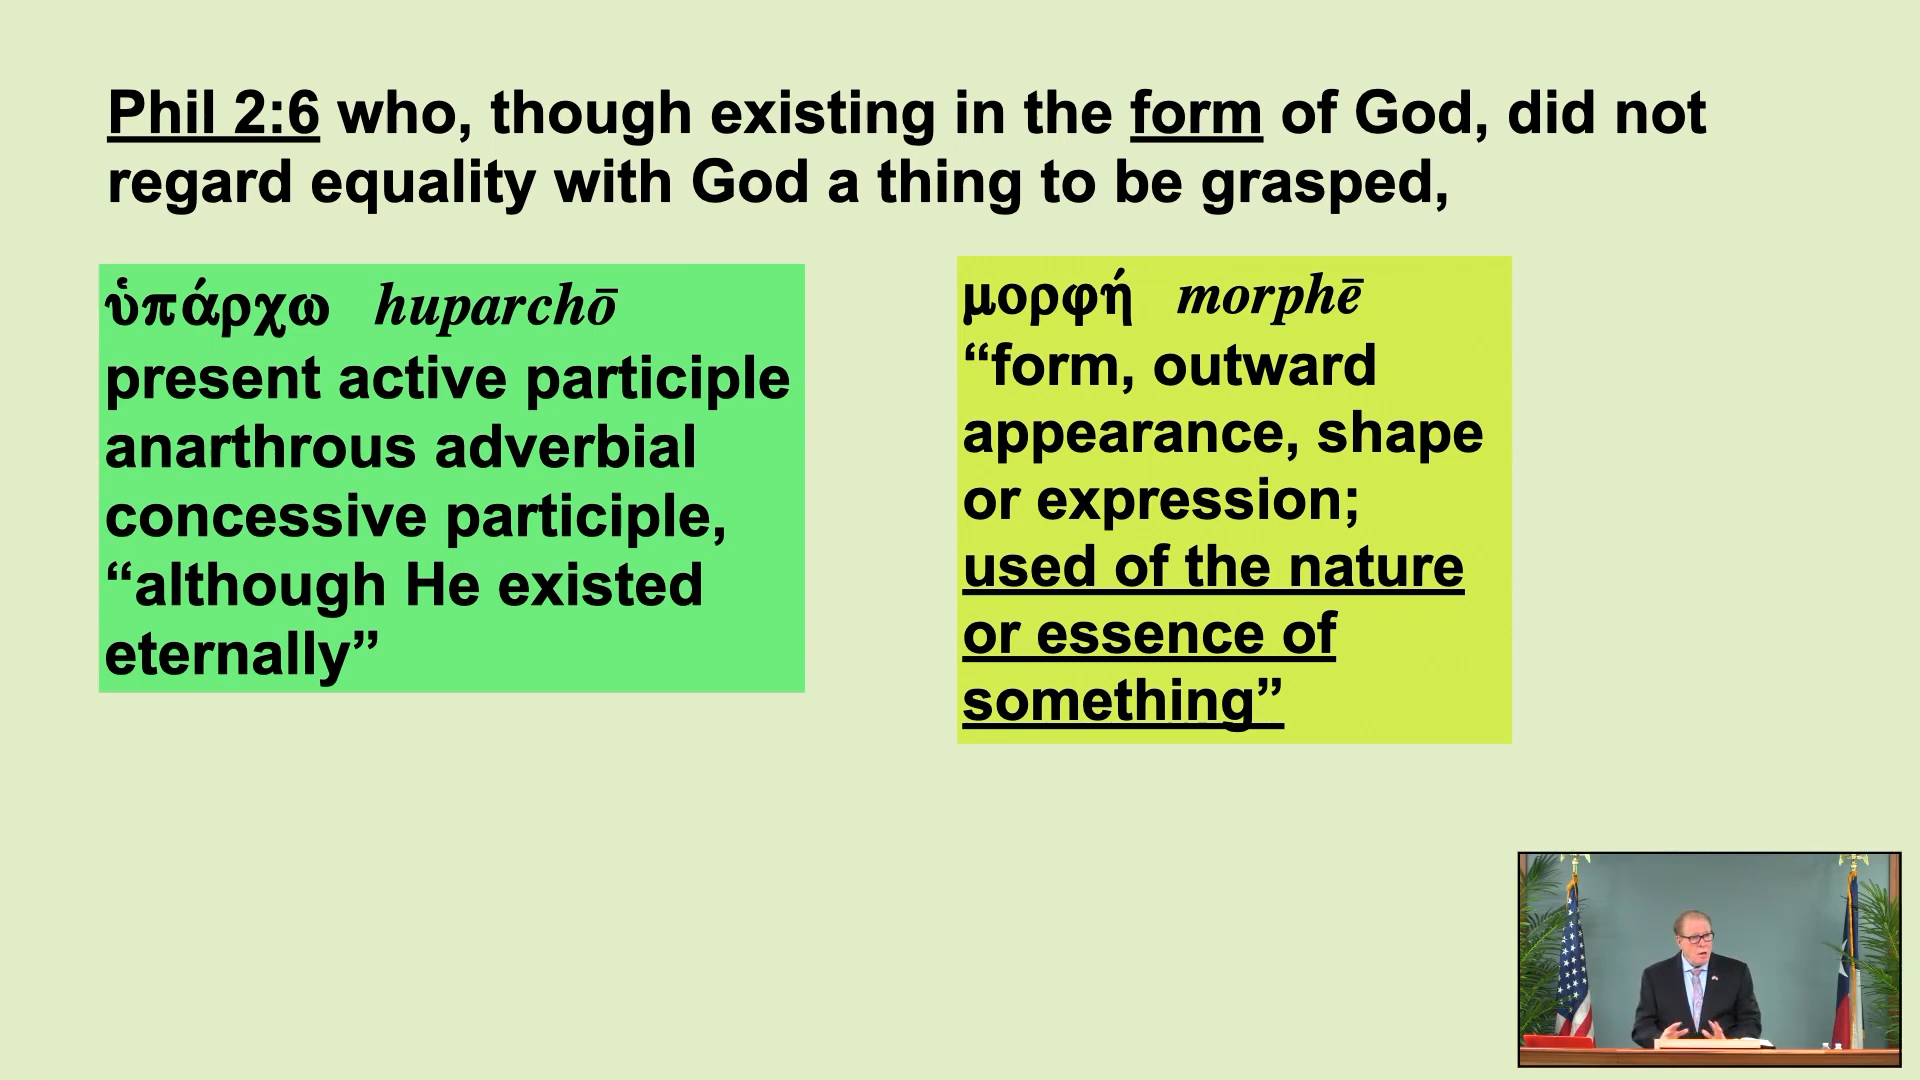 Phil 2:6 who, though existing in the form of God, did not
regard equality with God a thing to be grasped,
ὑπάρχω huparchō
present active participle
anarthrous adverbial
concessive participle,
“although He existed
eternally”
μορφή morphē
“form, outward
appearance, shape
or expression;
used of the nature
or essence of
something”